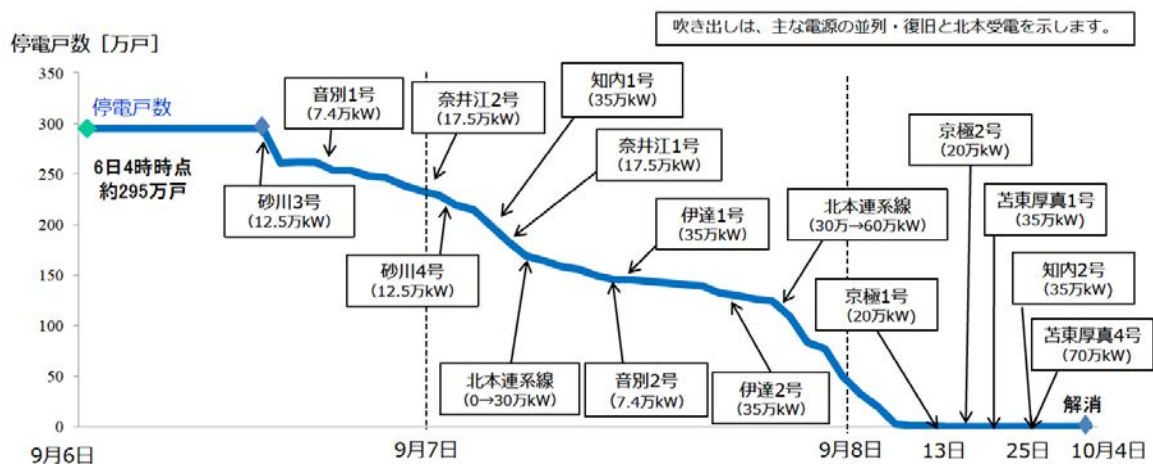 吹き出しは、主な電源の並列・復旧と北本受電を示します。
停電戸数［万戸］
350
300
250
200
150
100
50
0
停電戸数
6日4時時点
約295万戸
砂川3号
（12.5万kW）
音別1号
（7.4万kW）
奈井江2号
（17.5万kW）
砂川4号
（12.5万kW）
知内1号
（35万kW）
奈井江1号
（17.5万kW）
北本連系線
（0→30万kW）
音別2号
（7.4万kW）
伊達1号
（35万kW）
伊達2号
（35万kW）
北本連系線
（30万→60万kW）
京極1号
（20万kW）
京極2号
（20万kW）
苫東厚真1号
（35万kW）
知内2号
（35万kW）
苫東厚真4号
（70万kW）
解消
9月6日
9月7日
9月8日
13日
25日
10月4日